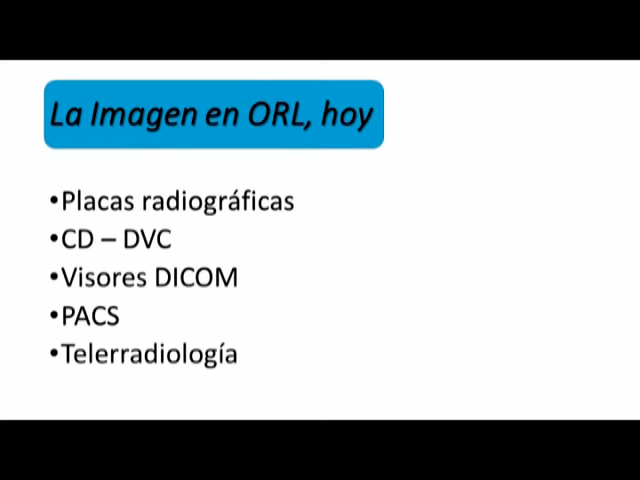 La Imagen en ORL, hoy
•Placas radiográficas
•CD – DVC
•Visores DICOM
•PACS
•Telerradiología